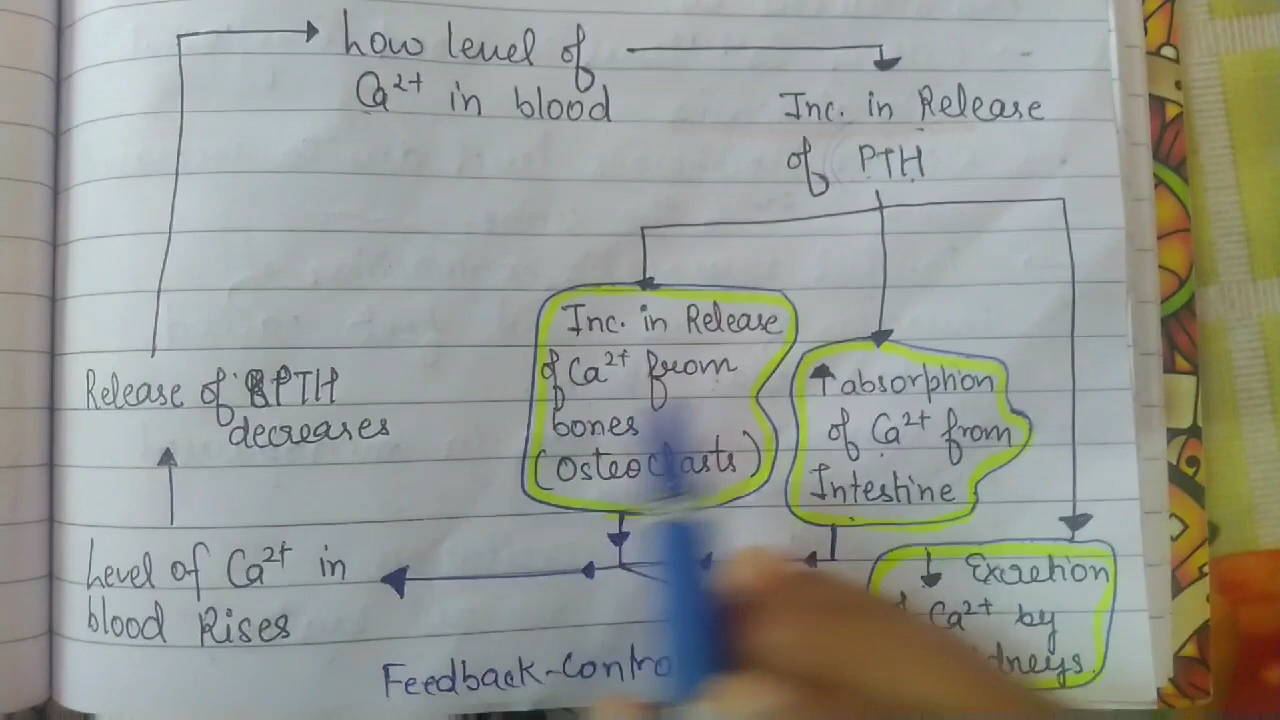 Low level of
Ca²⁺ in blood
Inc. in Release
of PTH
Inc. in Release
of Ca²⁺ from
bones
(Osteoclasts)
↑ absorption
of Ca²⁺ from
Intestine
Release of PTH
decreases
Level of Ca²⁺ in
blood Rises
↓ Excretion
Ca²⁺ by
Feedback-Contro